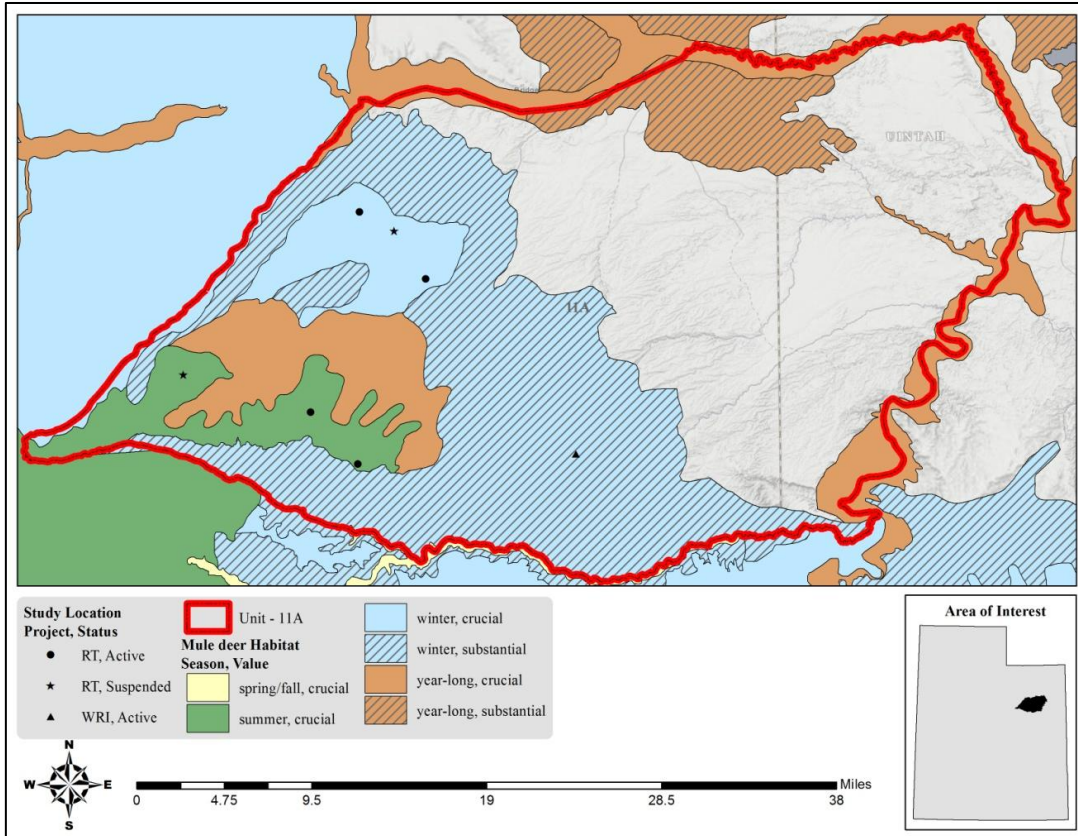 UINTAH
11A
Study Location
Project, Status
RT, Active
RT, Suspended
WRI, Active
Unit - 11A
Mule deer Habitat
Season, Value
spring/fall, crucial
summer, crucial
winter, crucial
winter, substantial
year-long, crucial
year-long, substantial
Area of Interest
N
W
E
S
0
4.75
9.5
19
28.5
38
Miles